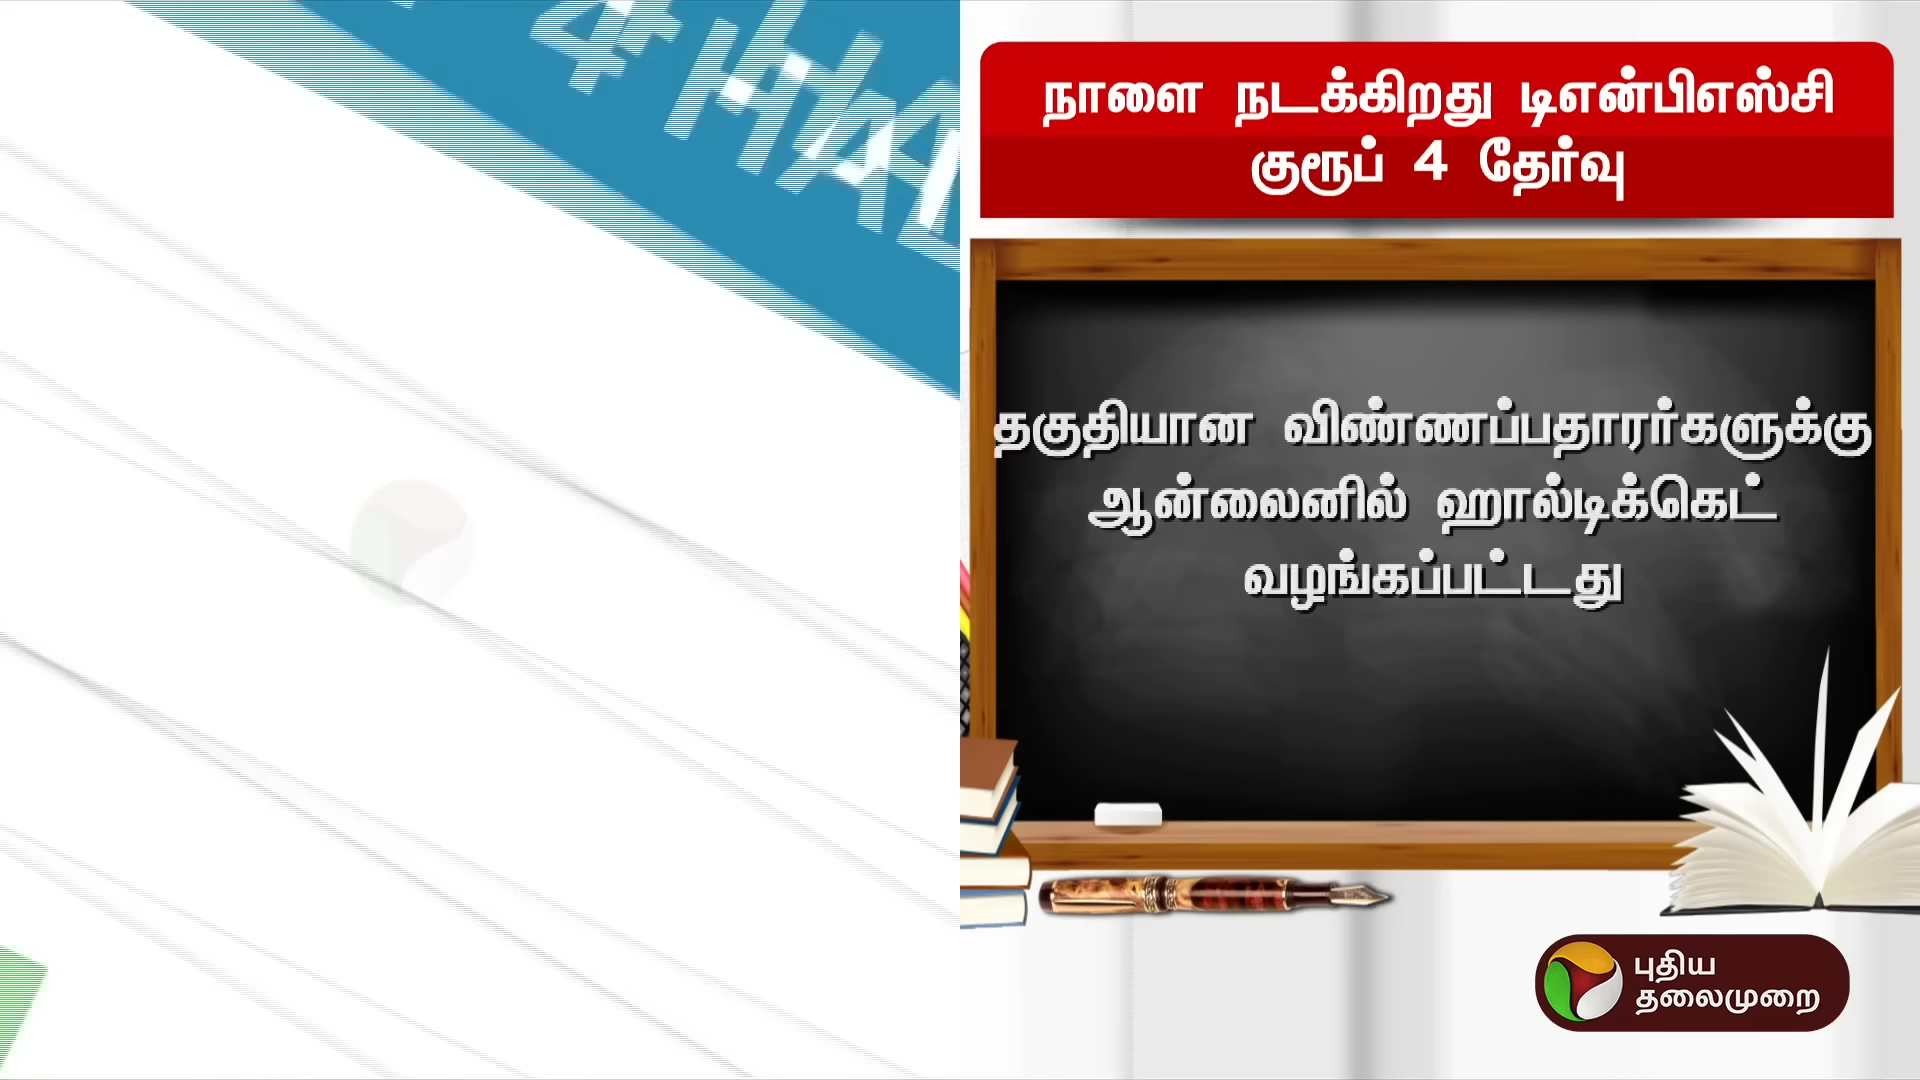 நாளை நடக்கிறது டிஎன்பிஎஸ்சி
குரூப் 4 தேர்வு
தகுதியான விண்ணப்பதாரர்களுக்கு
ஆன்லைனில் ஹால்டிக்கெட்
வழங்கப்பட்டது
புதிய
தலைமுறை